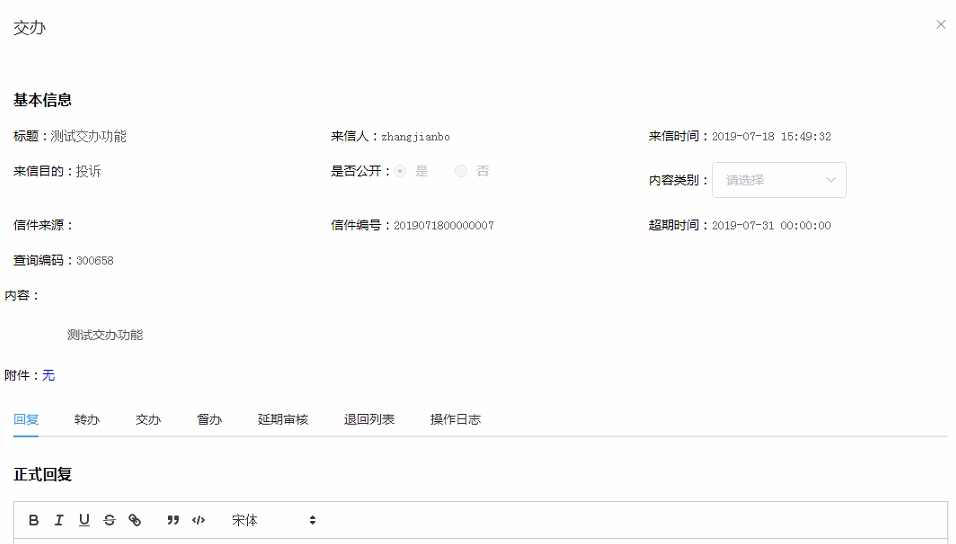 交办
基本信息
标题：测试交办功能 来信人：zhangjianbo 来信时间：2019-07-18 15:49:32
来信目的：投诉 是否公开： 是 否 内容类别： 请选择
信件来源： 信件编号：2019071800000007 超期时间：2019-07-31 00:00:00
查询编码：300658
内容：
测试交办功能
附件：无
回复 转办 交办 督办 延期审核 退回列表 操作日志
正式回复
B I U S 宋体